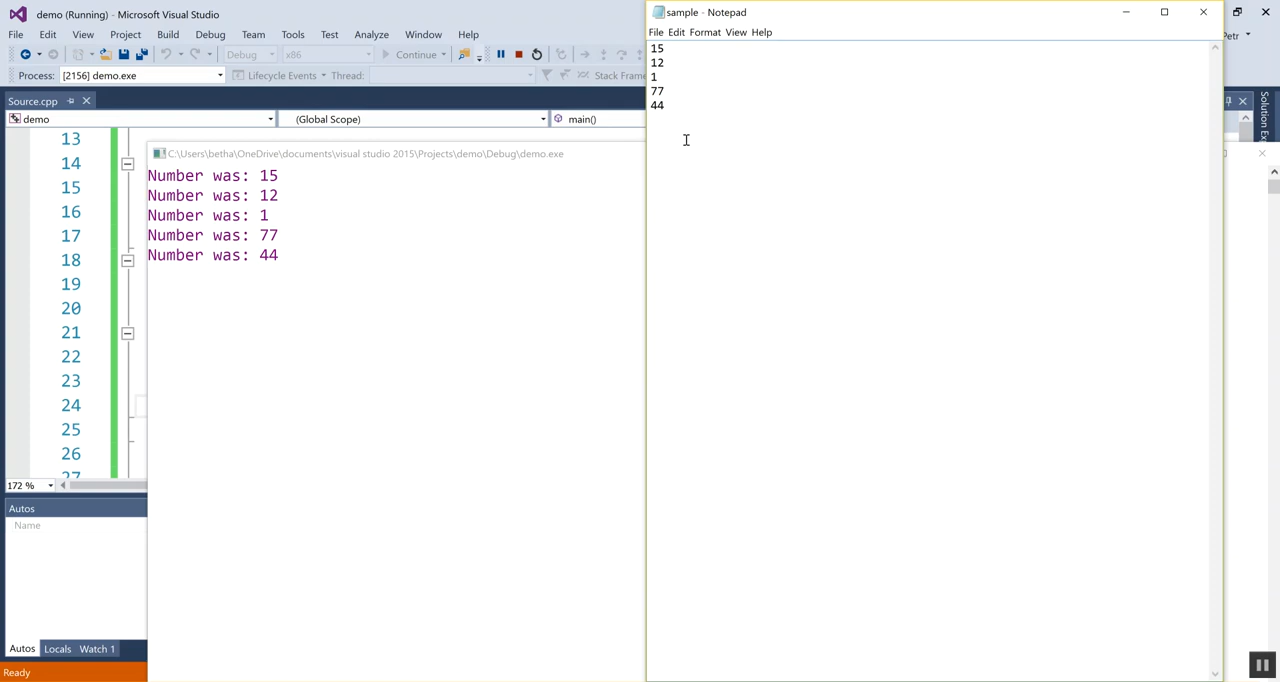 demo (Running) - Microsoft Visual Studio
File Edit View Project Build Debug Team Tools Test Analyze Window Help
Debug x86 Continue
Process: [2156] demo.exe Lifecycle Events Thread: Stack Frame
Source.cpp
demo (Global Scope) main()
13
14
15
16
17
18
19
20
21
22
23
24
25
26
27
172 %
Autos
Name
Autos Locals Watch 1
Ready
C:\Users\betha\OneDrive\documents\visual studio 2015\Projects\demo\Debug\demo.exe
Number was: 15
Number was: 12
Number was: 1
Number was: 77
Number was: 44
sample - Notepad
File Edit Format View Help
15
12
1
77
44
Petr
Solution Ex